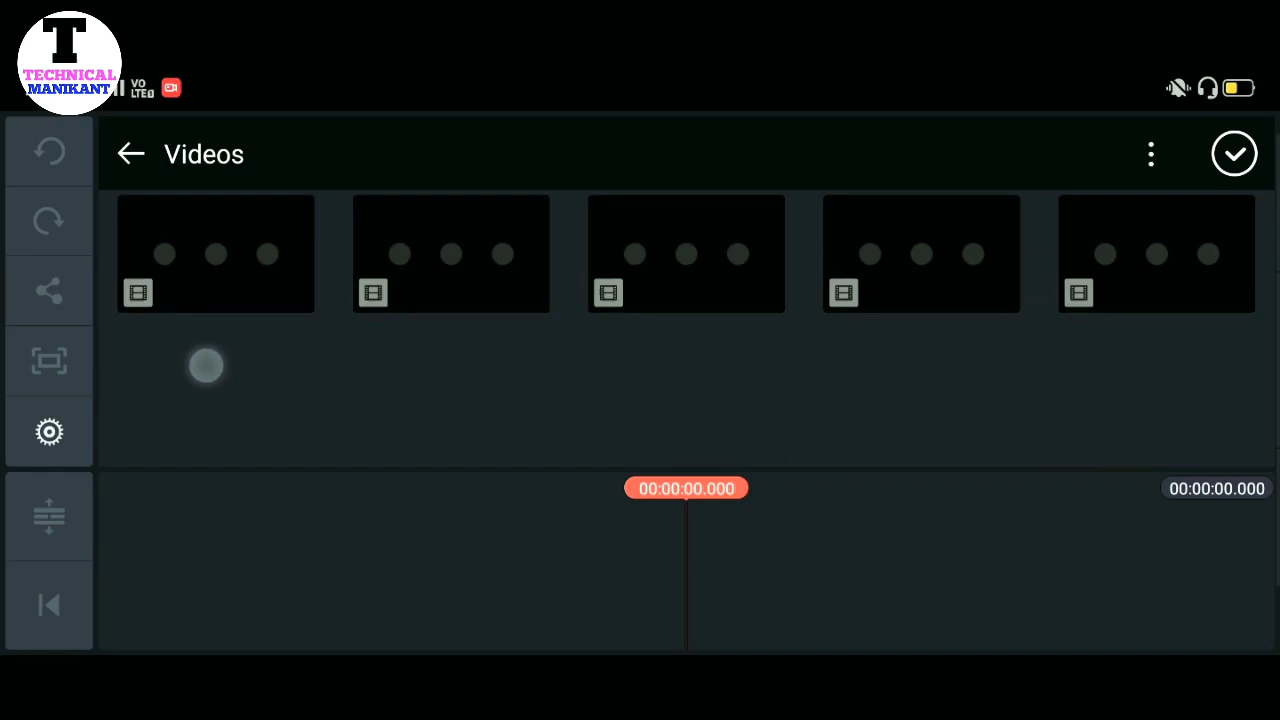 T
TECHNICAL
MANIKANT
VO
LTE
Videos
00:00:00.000
00:00:00.000